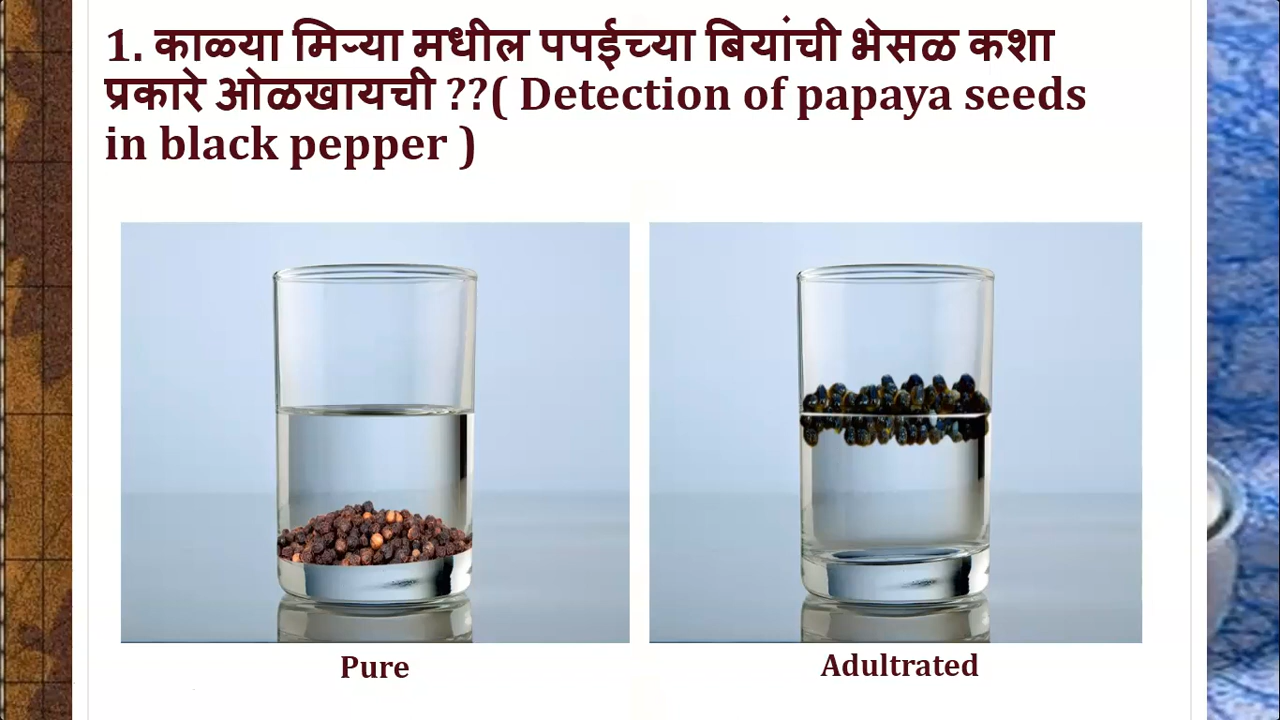 1. काळ्या मिऱ्या मधील पपईच्या बियांची भेसळ कशा
प्रकारे ओळखायची ??( Detection of papaya seeds
in black pepper )
Pure
Adultrated